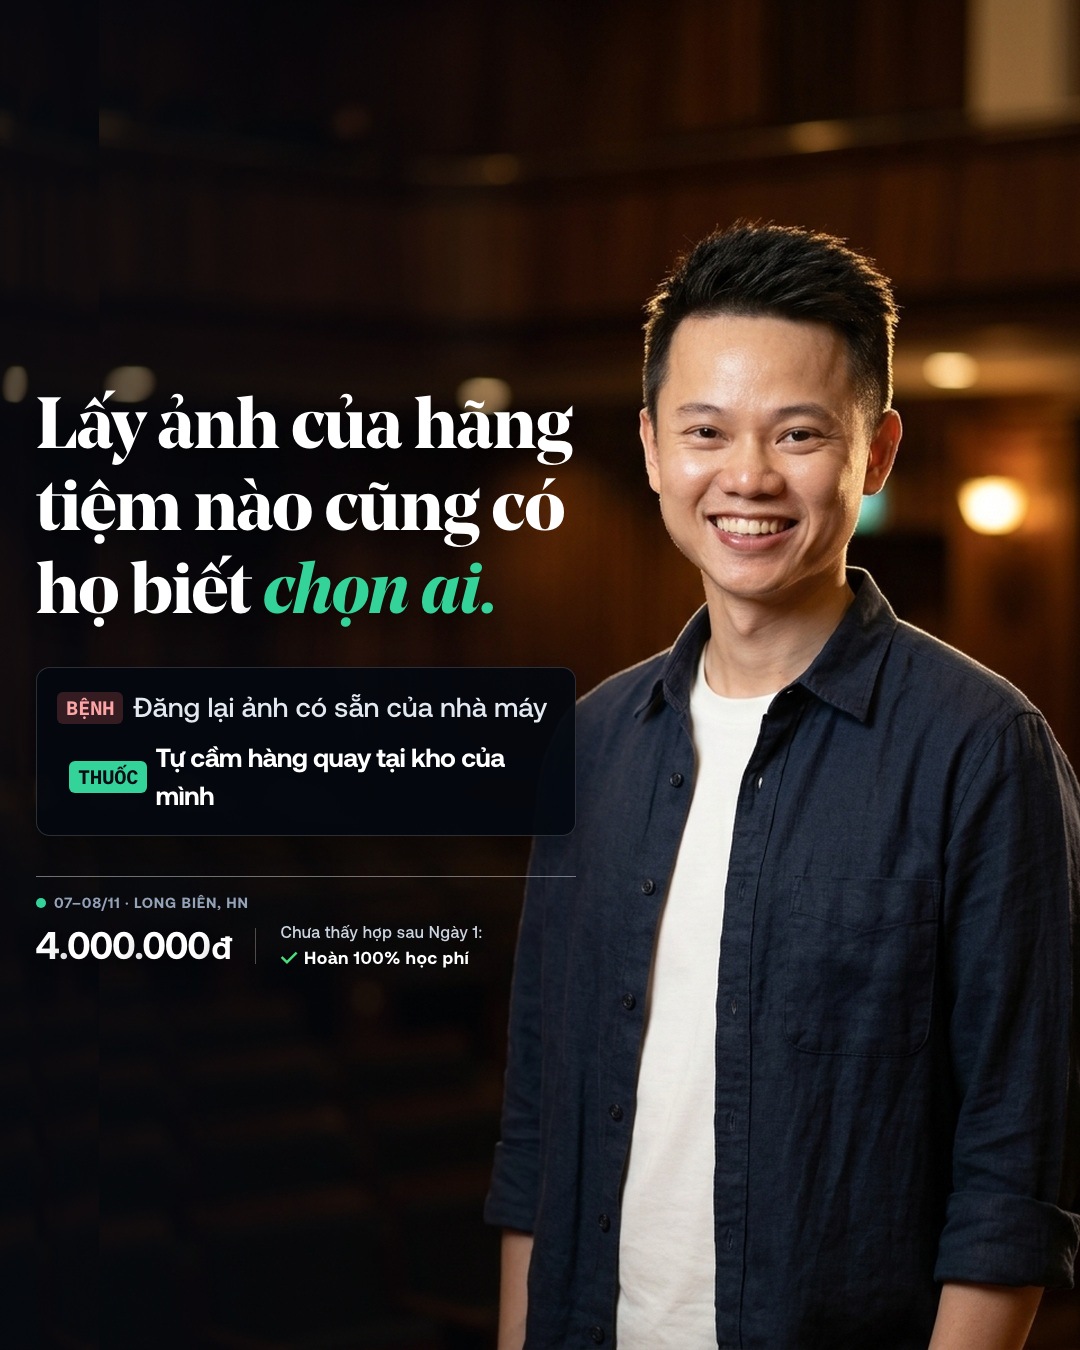 Lấy ảnh của hãng
tiệm nào cũng có
họ biết chọn ai.
BỆNH Đăng lại ảnh có sẵn của nhà máy
THUỐC Tự cầm hàng quay tại kho của
mình
07–08/11 · LONG BIÊN, HN
4.000.000đ
Chưa thấy hợp sau Ngày 1:
✓ Hoàn 100% học phí